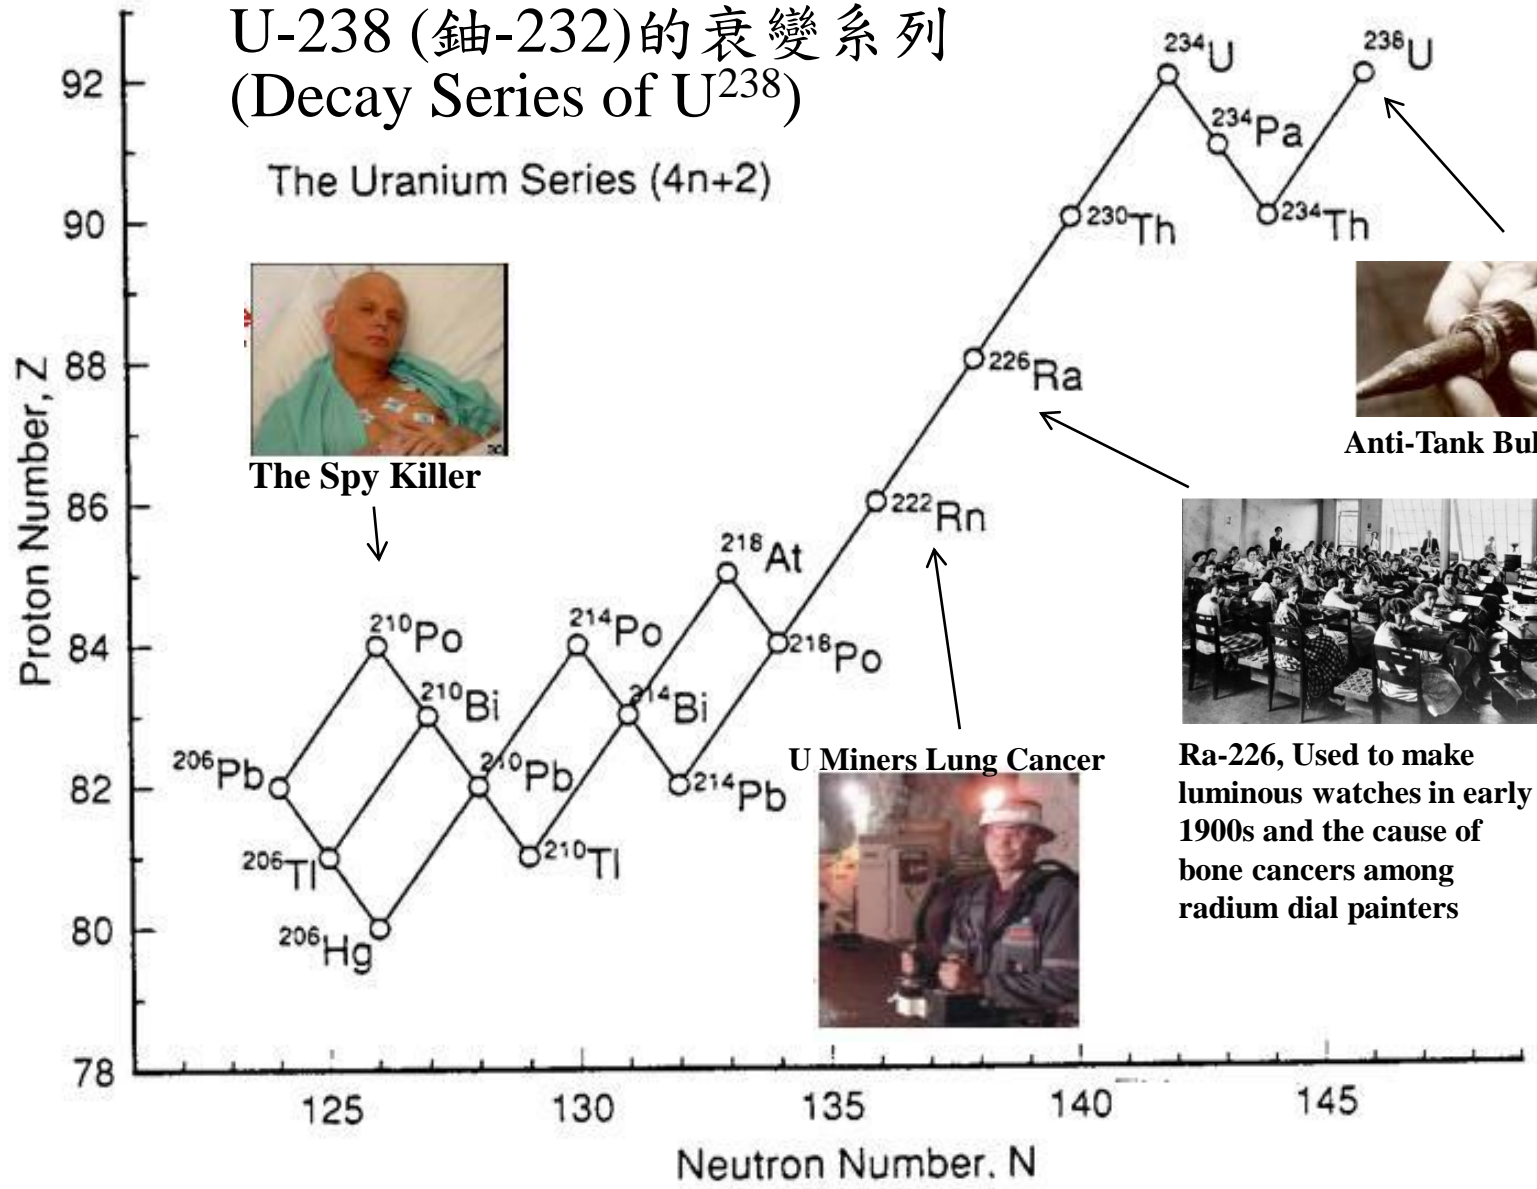 U-238 (鈾-232)的衰變系列
(Decay Series of U²³⁸)
The Uranium Series (4n+2)
Proton Number, Z
92
90
88
86
84
82
80
78
²³⁴U
²³⁸U
²³⁴Pa
²³⁰Th
²³⁴Th
²²⁶Ra
Anti-Tank
The Spy Killer
²²²Rn
²¹⁸At
²¹⁰Po
²¹⁴Po
²¹⁸Po
²¹⁰Bi
²¹⁴Bi
²⁰⁶Pb
²¹⁰Pb
²¹⁴Pb
²⁰⁶Tl
²¹⁰Tl
²⁰⁶Hg
U Miners Lung Cancer
Ra-226, Used to make
luminous watches in early
1900s and the cause of
bone cancers among
radium dial painters
125
130
135
140
145
Neutron Number. N